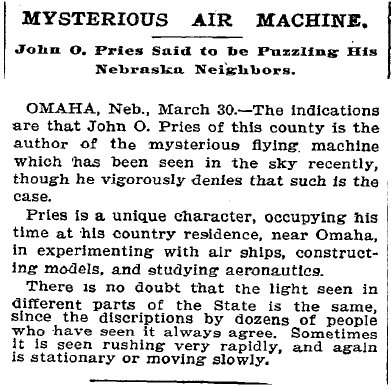 MYSTERIOUS AIR MACHINE.
John O. Pries Said to be Puzzling His
Nebraska Neighbors.
OMAHA, Neb., March 30.—The indications
are that John O. Pries of this county is the
author of the mysterious flying machine
which has been seen in the sky recently,
though he vigorously denies that such is the
case.
Pries is a unique character, occupying his
time at his country residence, near Omaha,
in experimenting with air ships, construct-
ing models, and studying aeronautics.
There is no doubt that the light seen in
different parts of the State is the same,
since the discriptions by dozens of people
who have seen it always agree. Sometimes
it is seen rushing very rapidly, and again
is stationary or moving slowly.